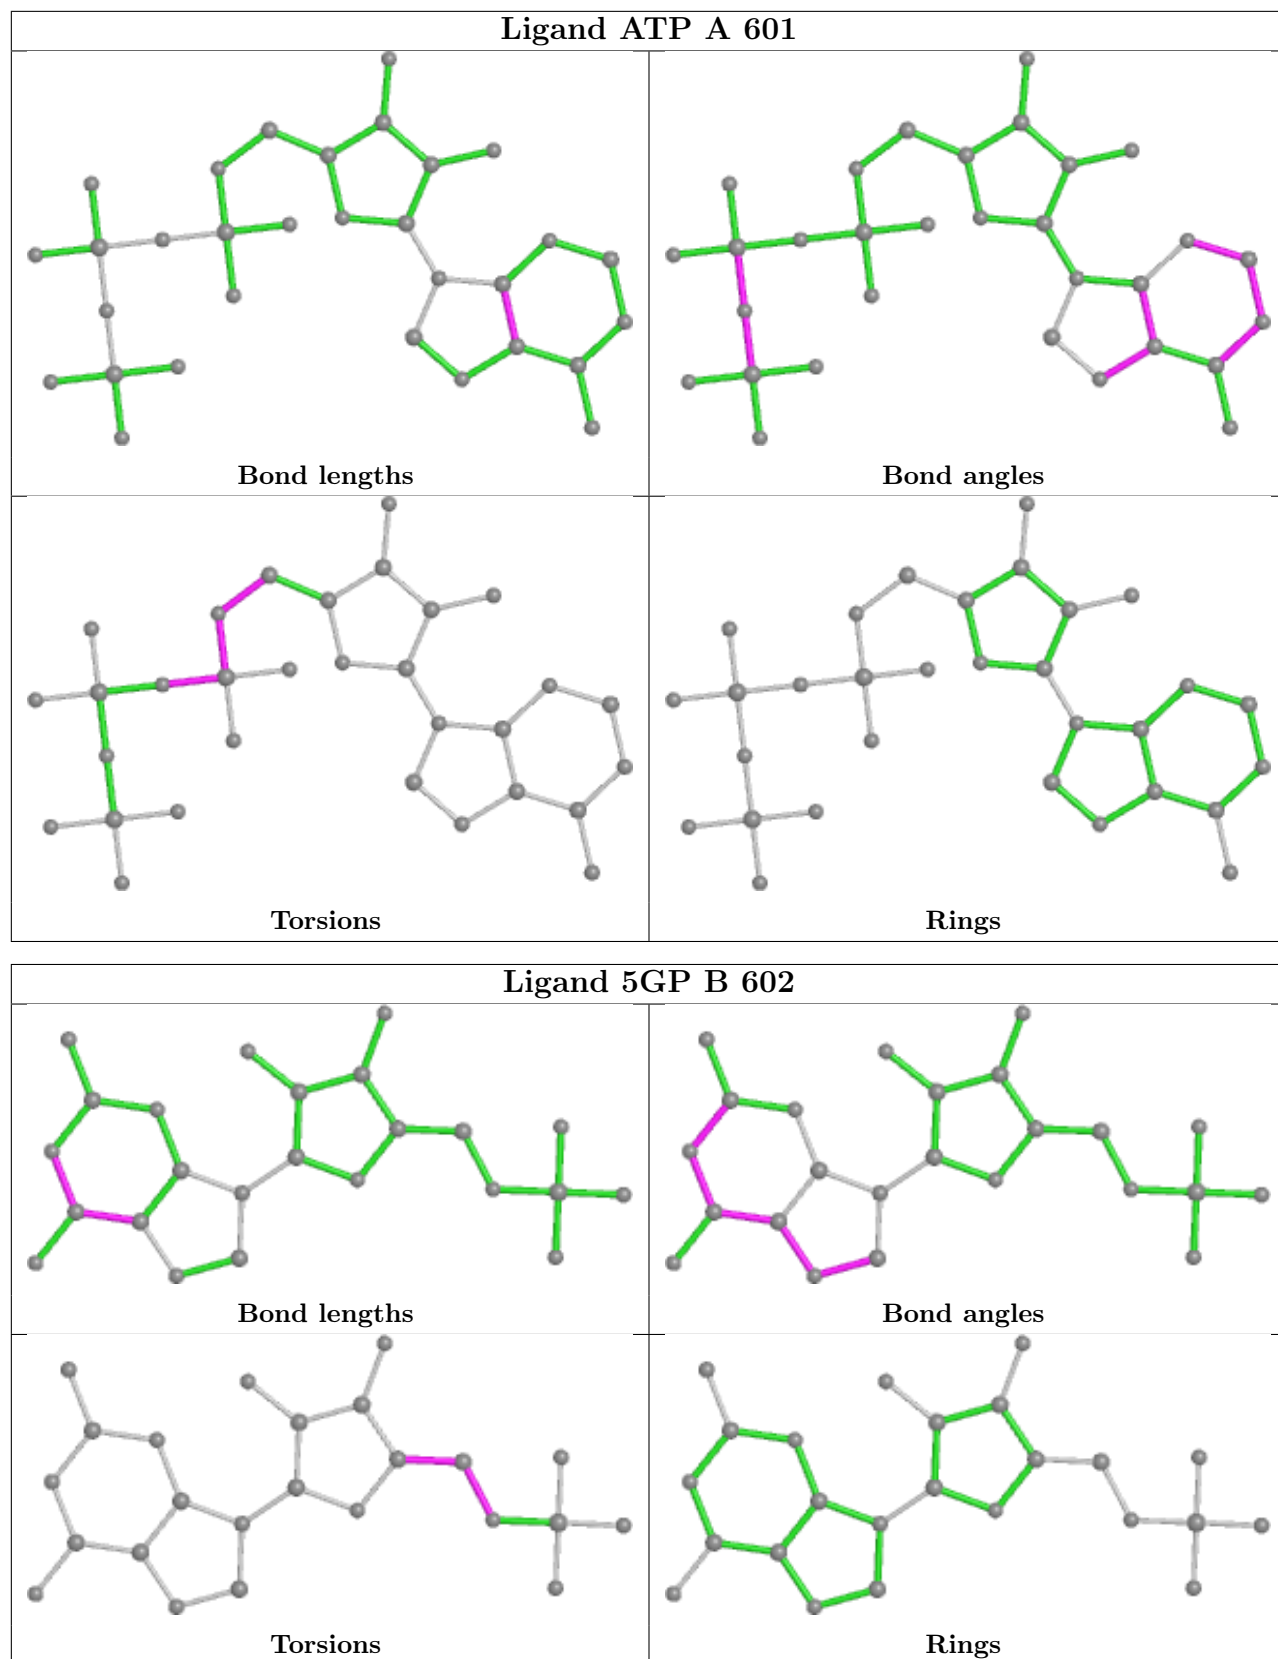 Ligand ATP A 601
Bond lengths
Bond angles
Torsions
Rings
Ligand 5GP B 602
Bond lengths
Bond angles
Torsions
Rings